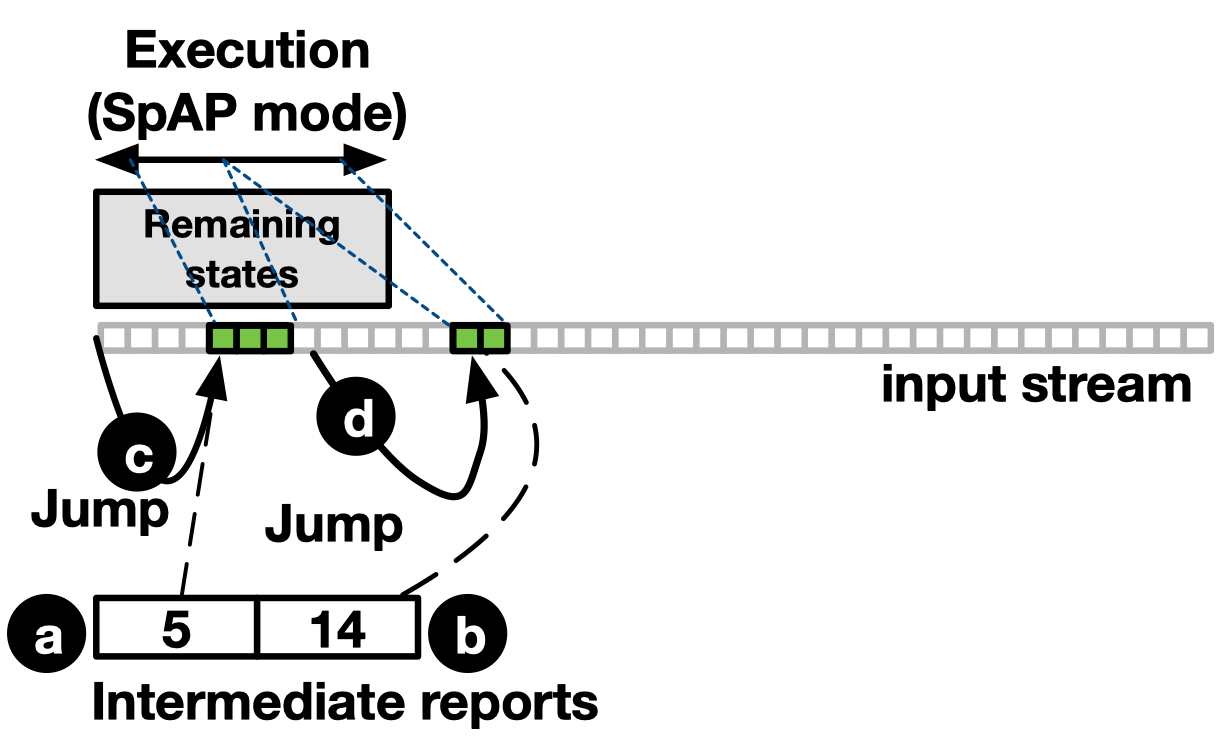 Execution
(SpAP mode)
Remaining
states
input stream
c
d
Jump
Jump
a
5
14
b
Intermediate reports